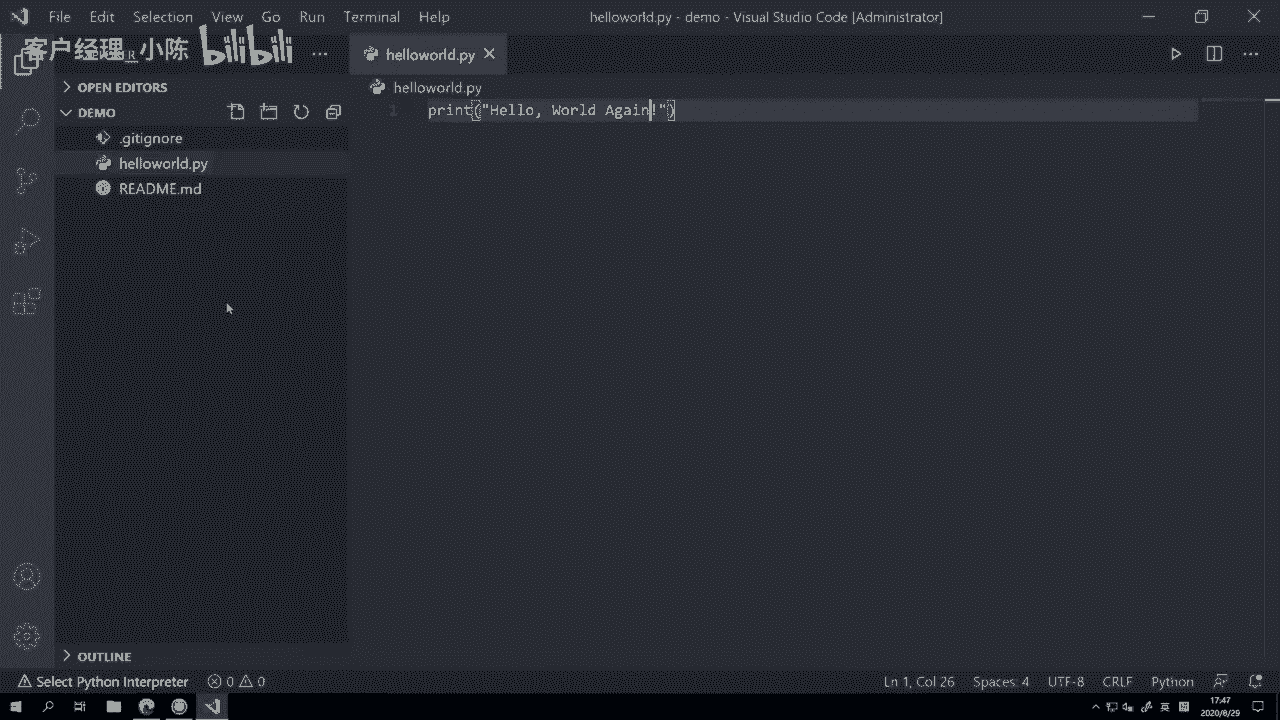 File Edit Selection View Go Run Terminal Help helloworld.py - demo - Visual Studio Code [Administrator]
客户经理_小陈 bilibili
helloworld.py
OPEN EDITORS
helloworld.py
DEMO
1 print("Hello, World Again!")
.gitignore
helloworld.py
README.md
OUTLINE
Select Python Interpreter 0 0 Ln 1, Col 26 Spaces: 4 UTF-8 CRLF Python
英
17:47
2020/8/29